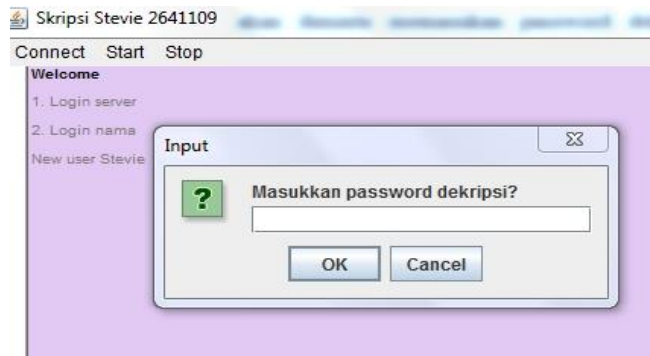 Skripsi Stevie 2641109
Connect Start Stop
Welcome
1. Login server
2. Login nama
New user Stevie
Input
?
Masukkan password dekripsi?
OK Cancel